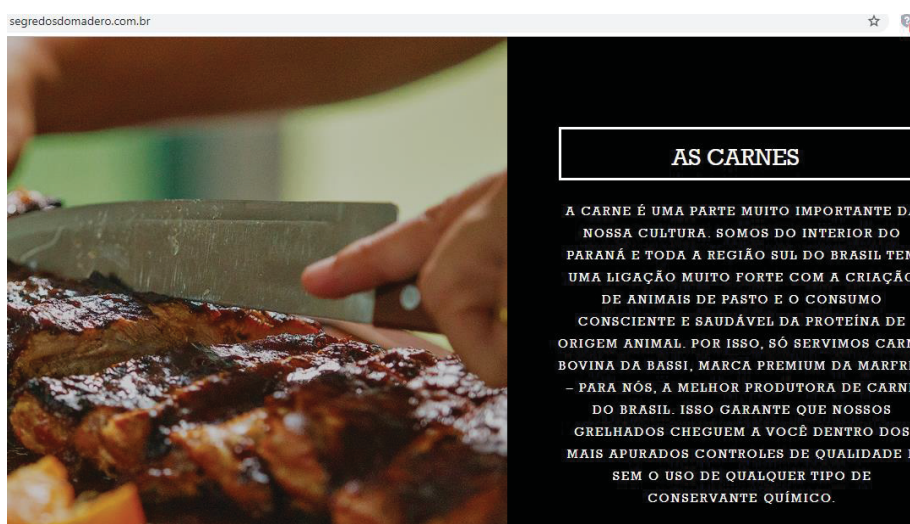 segredosdomadero.com.br
AS CARNES
A CARNE É UMA PARTE MUITO IMPORTANTE
NOSSA CULTURA. SOMOS DO INTERIOR DO
PARANÁ E TODA A REGIÃO SUL DO BRASIL TEM
UMA LIGAÇÃO MUITO FORTE COM A CRIAÇÃO
DE ANIMAIS DE PASTO E O CONSUMO
CONSCIENTE E SAUDÁVEL DA PROTEÍNA DE
ORIGEM ANIMAL. POR ISSO, SÓ SERVIMOS
BOVINA DA BASSI, MARCA PREMIUM DA
– PARA NÓS, A MELHOR PRODUTORA DE
DO BRASIL. ISSO GARANTE QUE NOSSOS
GRELHADOS CHEGUEM A VOCÊ DENTRO DOS
MAIS APURADOS CONTROLES DE QUALIDADE
SEM O USO DE QUALQUER TIPO DE
CONSERVANTE QUÍMICO.